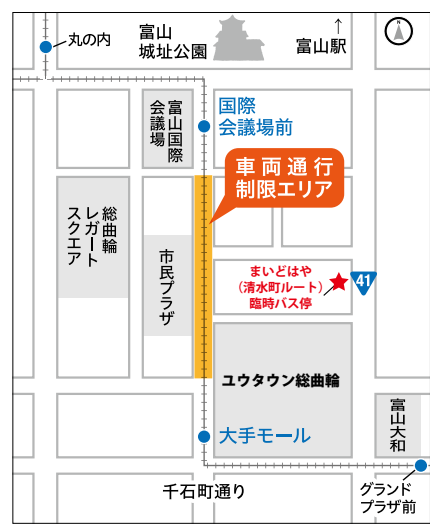 丸の内
富山
城址公園
↑
富山駅
国際
会議場前
富山国際
会議場
車両通行
制限エリア
総曲輪
レガート
スクエア
市民プラザ
まいどはや
(清水町ルート)
臨時バス停
41
ユウタウン総曲輪
富山大和
大手モール
千石町通り
グランド
プラザ前